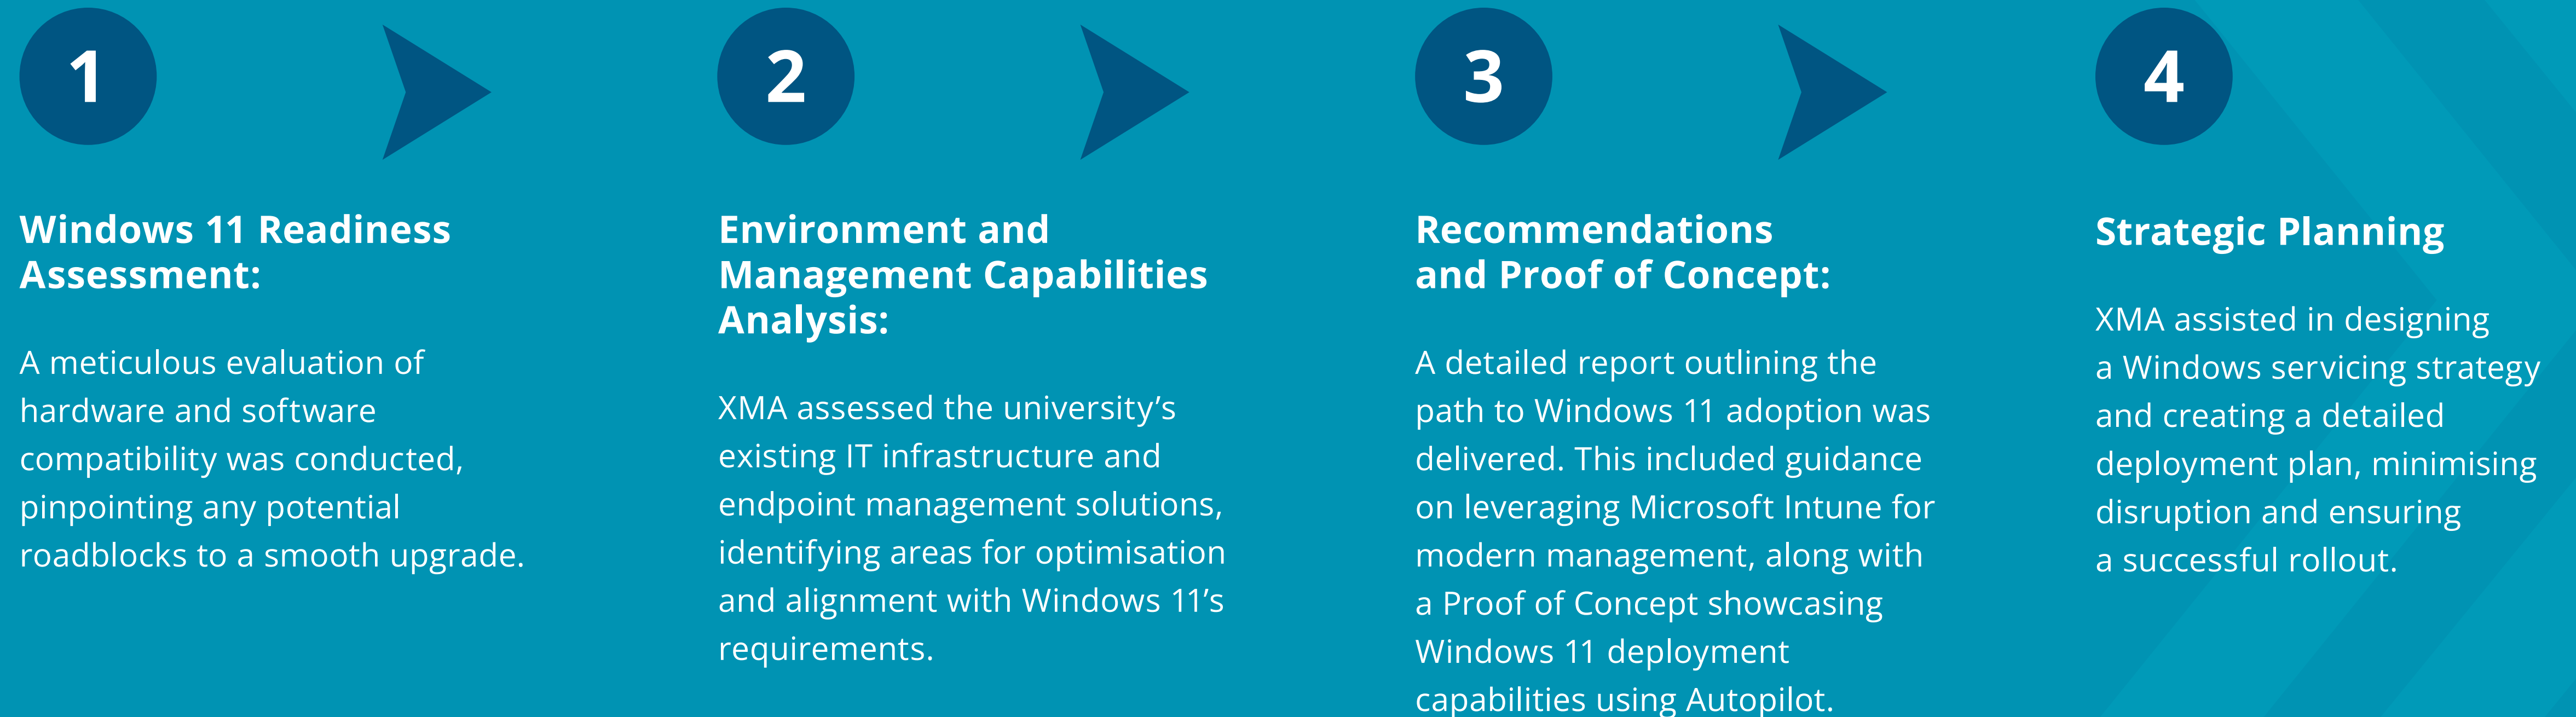 1
Windows 11 Readiness
Assessment:
A meticulous evaluation of
hardware and software
compatibility was conducted,
pinpointing any potential
roadblocks to a smooth upgrade.
2
Environment and
Management Capabilities
Analysis:
XMA assessed the university’s
existing IT infrastructure and
endpoint management solutions,
identifying areas for optimisation
and alignment with Windows 11’s
requirements.
3
Recommendations
and Proof of Concept:
A detailed report outlining the
path to Windows 11 adoption was
delivered. This included guidance
on leveraging Microsoft Intune for
modern management, along with
a Proof of Concept showcasing
Windows 11 deployment
capabilities using Autopilot.
4
Strategic Planning
XMA assisted in designing
a Windows servicing strategy
and creating a detailed
deployment plan, minimising
disruption and ensuring
a successful rollout.